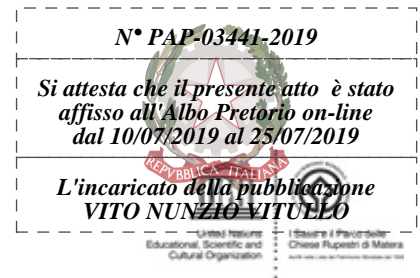 N° PAP-03441-2019
Si attesta che il presente atto è stato
affisso all'Albo Pretorio on-line
dal 10/07/2019 al 25/07/2019
REPVBBLICA ITALIANA
L'incaricato della pubblicazione
VITO NUNZIO VITULLO
United Nations
Educational, Scientific and
Cultural Organization
I Sassi e il Parco delle
Chiese Rupestri di Matera